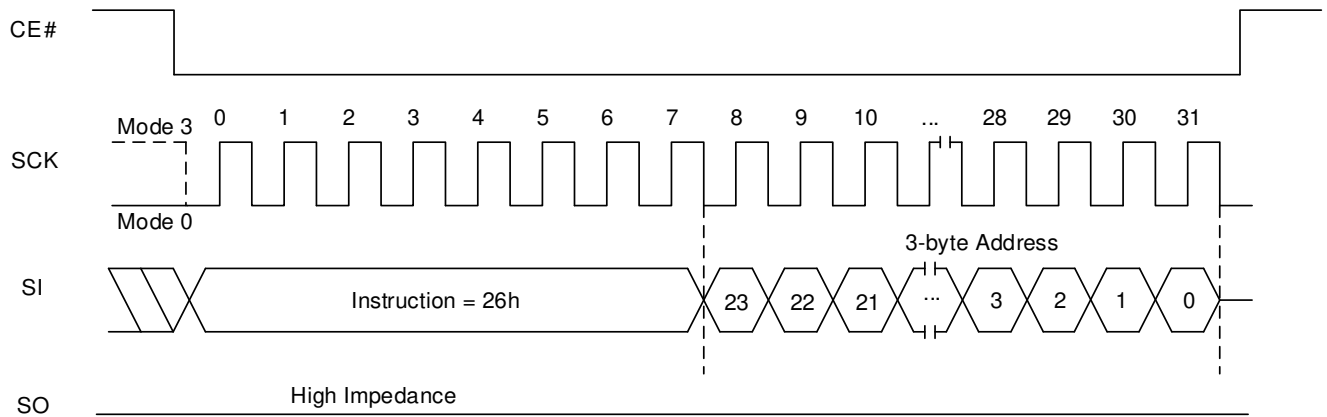 CE#
0 1 2 3 4 5 6 7 8 9 10 ... 28 29 30 31
Mode 3
SCK
Mode 0
3-byte Address
SI
Instruction = 26h 23 22 21 ... 3 2 1 0
High Impedance
SO